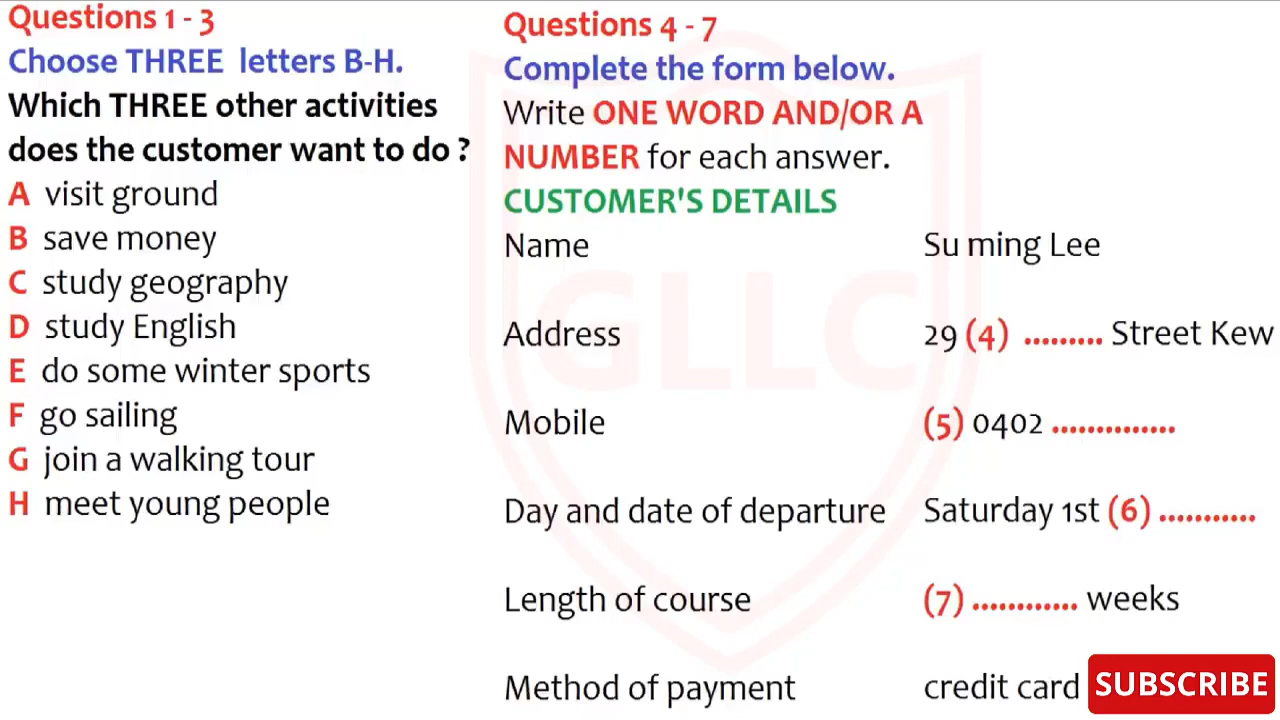 Questions 1 - 3
Choose THREE letters B-H.
Which THREE other activities
does the customer want to do ?
A visit ground
B save money
C study geography
D study English
E do some winter sports
F go sailing
G join a walking tour
H meet young people
Questions 4 - 7
Complete the form below.
Write ONE WORD AND/OR A
NUMBER for each answer.
CUSTOMER'S DETAILS
Name Su ming Lee
Address 29 (4) ......... Street Kew
Mobile (5) 0402 ..............
Day and date of departure Saturday 1st (6) ...........
Length of course (7) ............ weeks
Method of payment credit card
SUBSCRIBE
GLLC